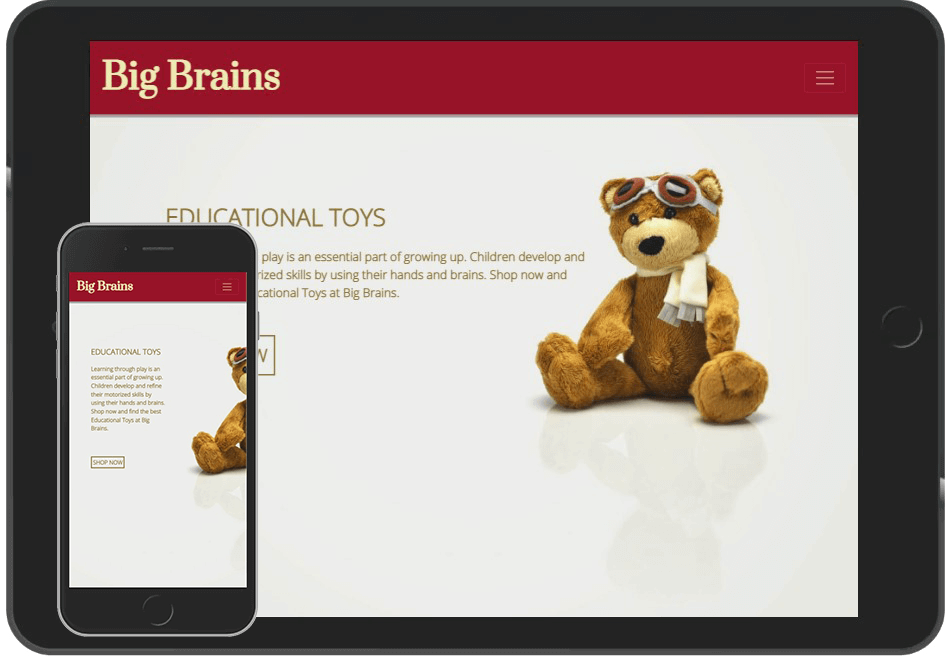 Big Brains
EDUCATIONAL TOYS
play is an essential part of growing up. Children develop and
rized skills by using their hands and brains. Shop now and
cational Toys at Big Brains.
W
Big Brains
EDUCATIONAL TOYS
Learning through play is an
essential part of growing up.
Children develop and refine
their motorized skills by
using their hands and brains.
Shop now and find the best
Educational Toys at Big
Brains.
SHOP NOW